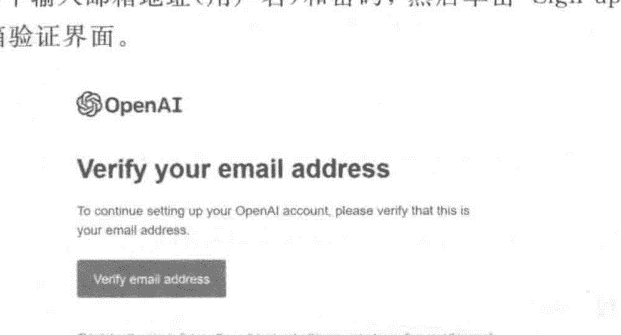 个输入邮箱地址(用户名)和密码,然后单击"Sign up
箱验证界面。
OpenAI
Verify your email address
To continue setting up your OpenAI account, please verify that this is
your email address.
Verify email address